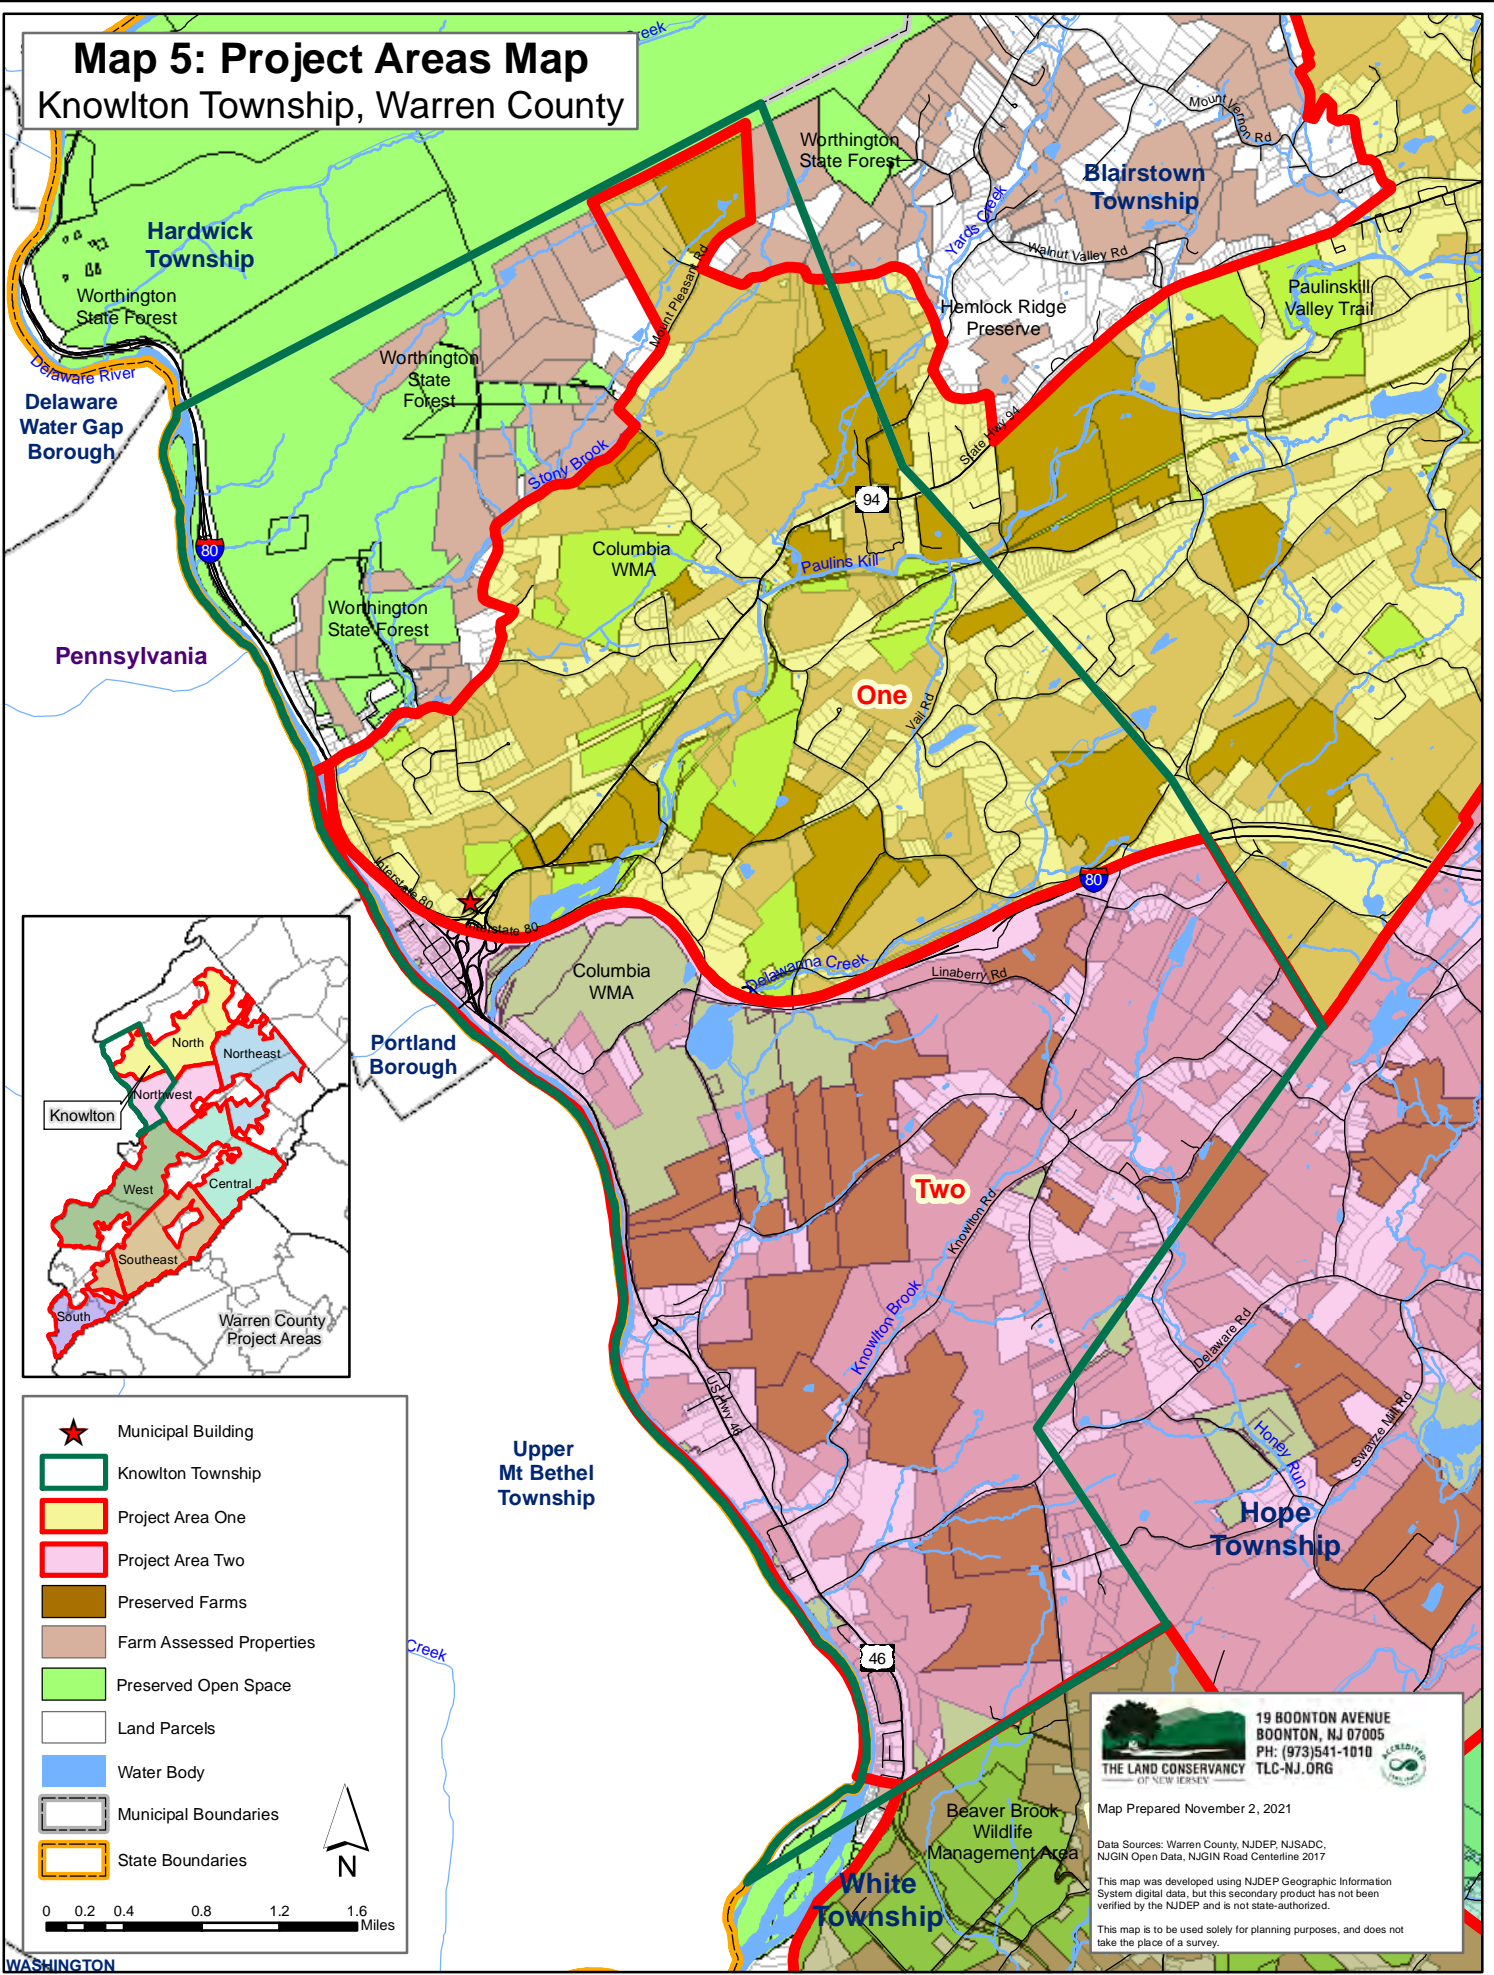 Map 5: Project Areas Map
Knowlton Township, Warren County
reek
Worthington
State Forest
Mount Vernon Rd
Blairstown
Township
Hardwick
Township
Yards Creek
Walnut Valley Rd
Worthington
State Forest
Mount Pleasant Rd
Hemlock Ridge
Preserve
Paulinskill
Valley Trail
Delaware River
Worthington
State
Forest
Delaware
Water Gap
Borough
State Hwy 94
Stony Brook
94
80
Columbia
WMA
Paulins Kill
Worthington
State Forest
Pennsylvania
One
Vail Rd
Interstate 80
80
Interstate 80
Columbia
WMA
Delawanna Creek
Linaberry Rd
Portland
Borough
North
Northeast
Northwest
Knowlton
West
Central
Southeast
South
Warren County
Project Areas
Two
Knowlton Rd
Knowlton Brook
Delaware Rd
US Hwy 46
Swayze Mill Rd
Honey Run
Upper
Mt Bethel
Township
Hope
Township
Municipal Building
Knowlton Township
Project Area One
Project Area Two
Preserved Farms
Farm Assessed Properties
Preserved Open Space
Land Parcels
Water Body
Municipal Boundaries
State Boundaries
N
0 0.2 0.4 0.8 1.2 1.6
Miles
Creek
46
Beaver Brook
Wildlife
Management Area
White
Township
WASHINGTON
THE LAND CONSERVANCY
OF NEW JERSEY
19 BOONTON AVENUE
BOONTON, NJ 07005
PH: (973)541-1010
TLC-NJ.ORG
ACCREDITED
Map Prepared November 2, 2021
Data Sources: Warren County, NJDEP, NJSADC,
NJGIN Open Data, NJGIN Road Centerline 2017
This map was developed using NJDEP Geographic Information
System digital data, but this secondary product has not been
verified by the NJDEP and is not state-authorized.
This map is to be used solely for planning purposes, and does not
take the place of a survey.